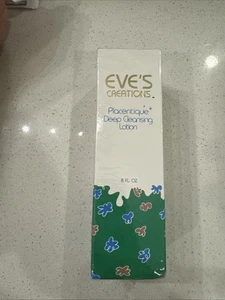 EVE'S
CREATIONS
Placentique®
Deep Cleansing
Lotion
8 FL. OZ.